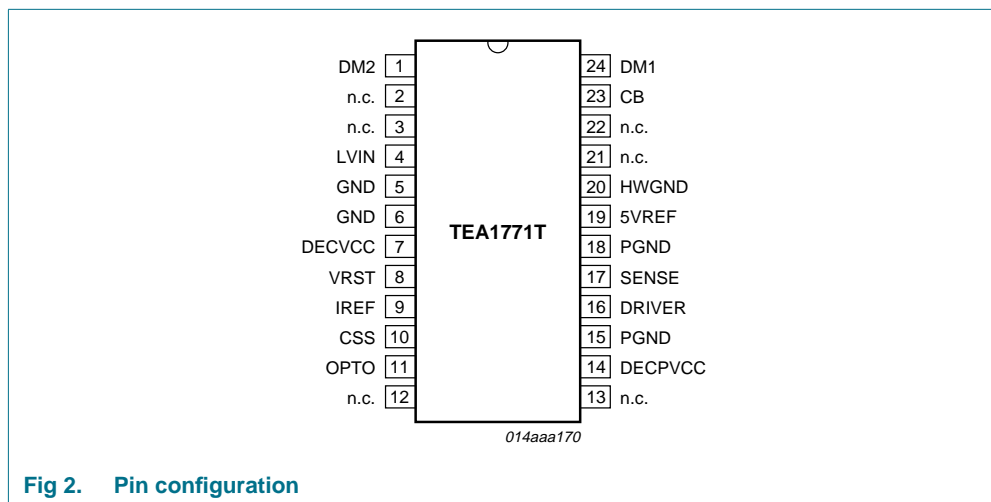 DM2 1 24 DM1
n.c. 2 23 CB
n.c. 3 22 n.c.
LVIN 4 21 n.c.
GND 5 20 HWGND
GND 6 19 5VREF
TEA1771T
DECVCC 7 18 PGND
VRST 8 17 SENSE
IREF 9 16 DRIVER
CSS 10 15 PGND
OPTO 11 14 DECPVCC
n.c. 12 13 n.c.
014aaa170
Fig 2. Pin configuration